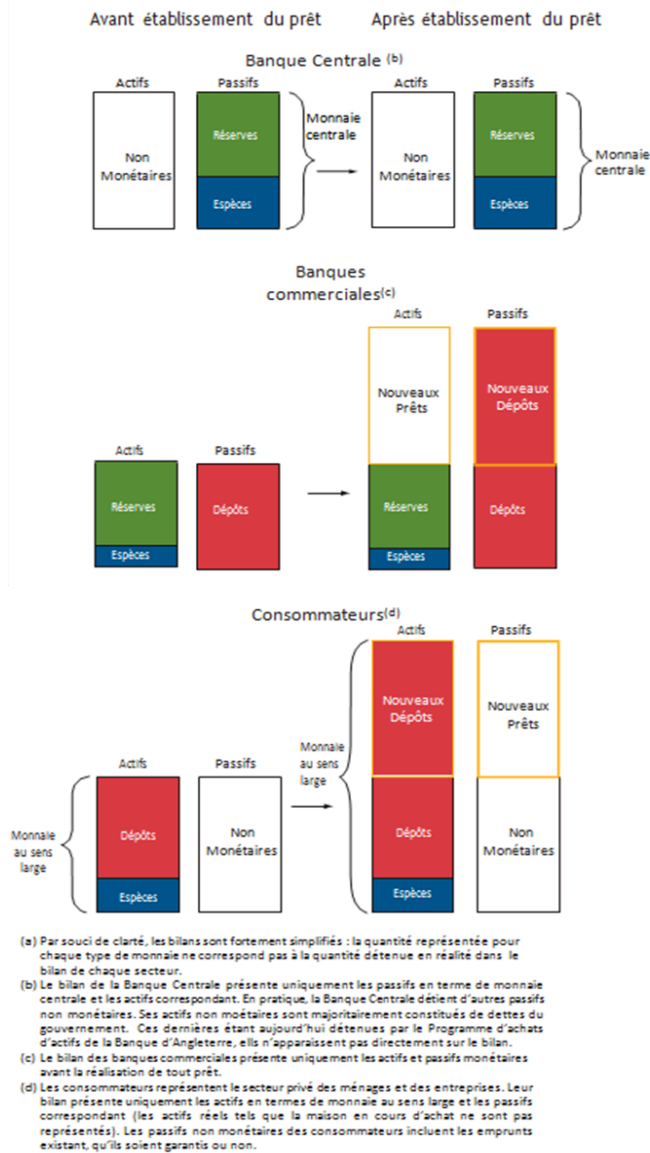 Avant établissement du prêt
Après établissement du prêt
Banque Centrale (b)
Actifs
Passifs
Actifs
Passifs
Non
Monétaires
Réserves
Espèces
Monnaie
centrale
Non
Monétaires
Réserves
Espèces
Monnaie
centrale
Banques
commerciales(c)
Actifs
Passifs
Nouveaux
Prêts
Nouveaux
Dépôts
Actifs
Passifs
Réserves
Espèces
Dépôts
Réserves
Espèces
Dépôts
Consommateurs(d)
Actifs
Passifs
Nouveaux
Dépôts
Nouveaux
Prêts
Monnaie
au sens
large
Actifs
Passifs
Monnaie
au sens
large
Dépôts
Espèces
Non
Monétaires
Dépôts
Espèces
Non
Monétaires
(a) Par souci de clarté, les bilans sont fortement simplifiés : la quantité représentée pour
chaque type de monnaie ne correspond pas à la quantité détenue en réalité dans le
bilan de chaque secteur.
(b) Le bilan de la Banque Centrale présente uniquement les passifs en terme de monnaie
centrale et les actifs correspondant. En pratique, la Banque Centrale détient d'autres passifs
non monétaires. Ses actifs non moétaires sont majoritairement constitués de dettes du
gouvernement. Ces dernières étant aujourd'hui détenues par le Programme d'achats
d'actifs de la Banque d'Angleterre, ells n'apparaissent pas directement sur le bilan.
(c) Le bilan des banques commerciales présente uniquement les actifs et passifs monétaires
avant la réalisation de tout prêt.
(d) Les consommateurs représentent le secteur privé des ménages et des entreprises. Leur
bilan présente uniquement les actifs en termes de monnaie au sens large et les passifs
correspondant (les actifs réels tels que la maison en cours d'achat ne sont pas
représentés). Les passifs non monétaires des consommateurs incluent les emprunts
existant, qu'ils soient garantis ou non.